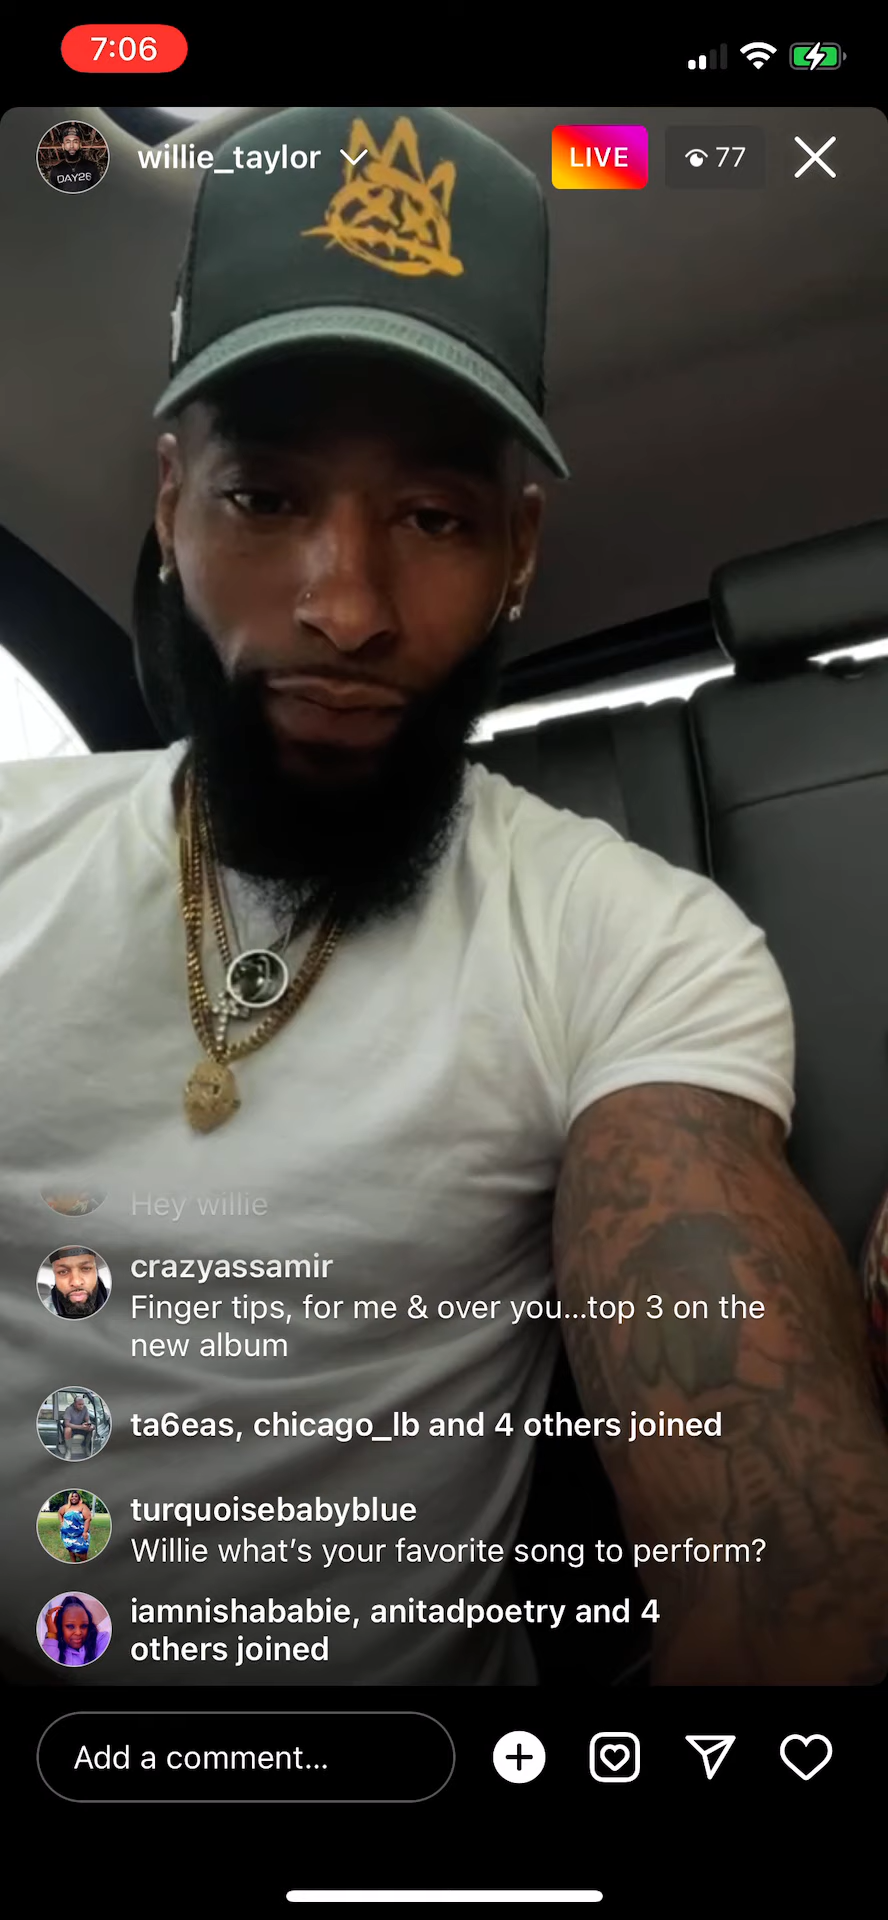 7:06
willie_taylor
LIVE
77
DAY26
Hey willie
crazyassamir
Finger tips, for me & over you...top 3 on the
new album
ta6eas, chicago_lb and 4 others joined
turquoisebabyblue
Willie what's your favorite song to perform?
iamnishababie, anitadpoetry and 4
others joined
Add a comment...